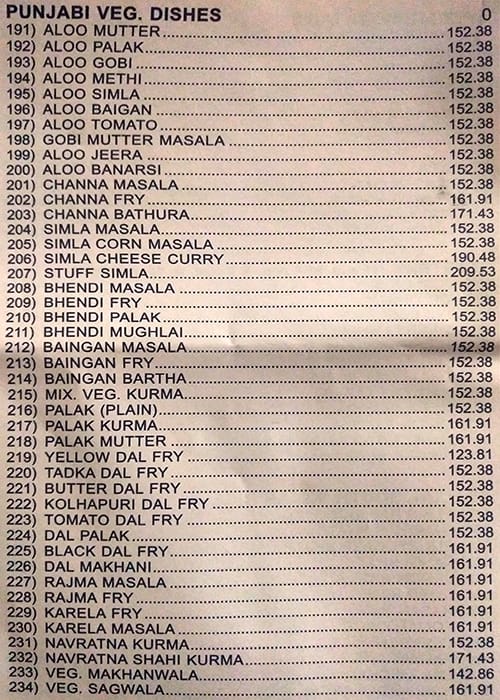 PUNJABI VEG. DISHES 0
191) ALOO MUTTER 152.38
192) ALOO PALAK 152.38
193) ALOO GOBI 152.38
194) ALOO METHI 152.38
195) ALOO SIMLA 152.38
196) ALOO BAIGAN 152.38
197) ALOO TOMATO 152.38
198) GOBI MUTTER MASALA 152.38
199) ALOO JEERA 152.38
200) ALOO BANARSI 152.38
201) CHANNA MASALA 152.38
202) CHANNA FRY 161.91
203) CHANNA BATHURA 171.43
204) SIMLA MASALA 152.38
205) SIMLA CORN MASALA 152.38
206) SIMLA CHEESE CURRY 190.48
207) STUFF SIMLA 209.53
208) BHENDI MASALA 152.38
209) BHENDI FRY 152.38
210) BHENDI PALAK 152.38
211) BHENDI MUGHLAI 152.38
212) BAINGAN MASALA 152.38
213) BAINGAN FRY 152.38
214) BAINGAN BARTHA 152.38
215) MIX. VEG. KURMA 152.38
216) PALAK (PLAIN) 152.38
217) PALAK KURMA 161.91
218) PALAK MUTTER 161.91
219) YELLOW DAL FRY 123.81
220) TADKA DAL FRY 152.38
221) BUTTER DAL FRY 152.38
222) KOLHAPURI DAL FRY 152.38
223) TOMATO DAL FRY 152.38
224) DAL PALAK 152.38
225) BLACK DAL FRY 161.91
226) DAL MAKHANI 161.91
227) RAJMA MASALA 161.91
228) RAJMA FRY 161.91
229) KARELA FRY 161.91
230) KARELA MASALA 161.91
231) NAVRATNA KURMA 152.38
232) NAVRATNA SHAHI KURMA 171.43
233) VEG. MAKHANWALA 142.86
234) VEG. SAGWALA 161.91